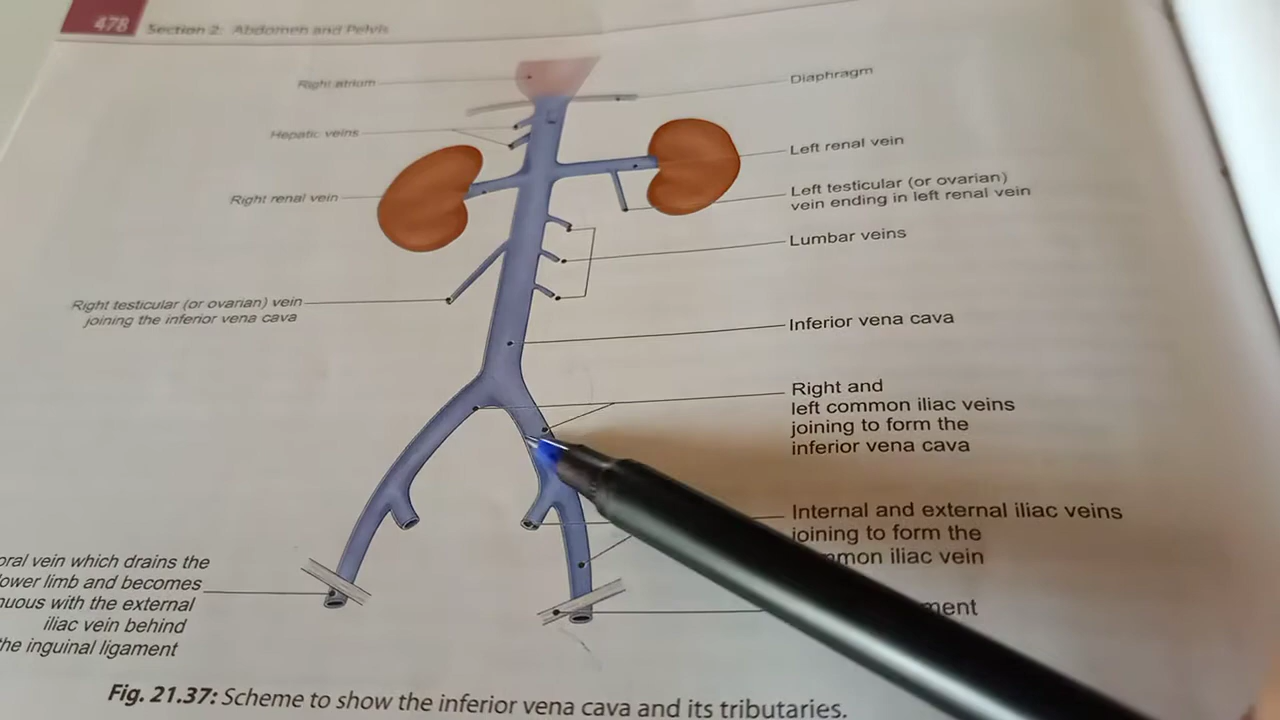 478 Section 2: Abdomen and Pelvis
Right atrium
Diaphragm
Hepatic veins
Left renal vein
Right renal vein
Left testicular (or ovarian)
vein ending in left renal vein
Lumbar veins
Right testicular (or ovarian) vein
joining the inferior vena cava
Inferior vena cava
Right and
left common iliac veins
joining to form the
inferior vena cava
Internal and external iliac veins
joining to form the
mmon iliac vein
oral vein which drains the
lower limb and becomes
nuous with the external
iliac vein behind
the inguinal ligament
ment
Fig. 21.37: Scheme to show the inferior vena cava and its tributaries.